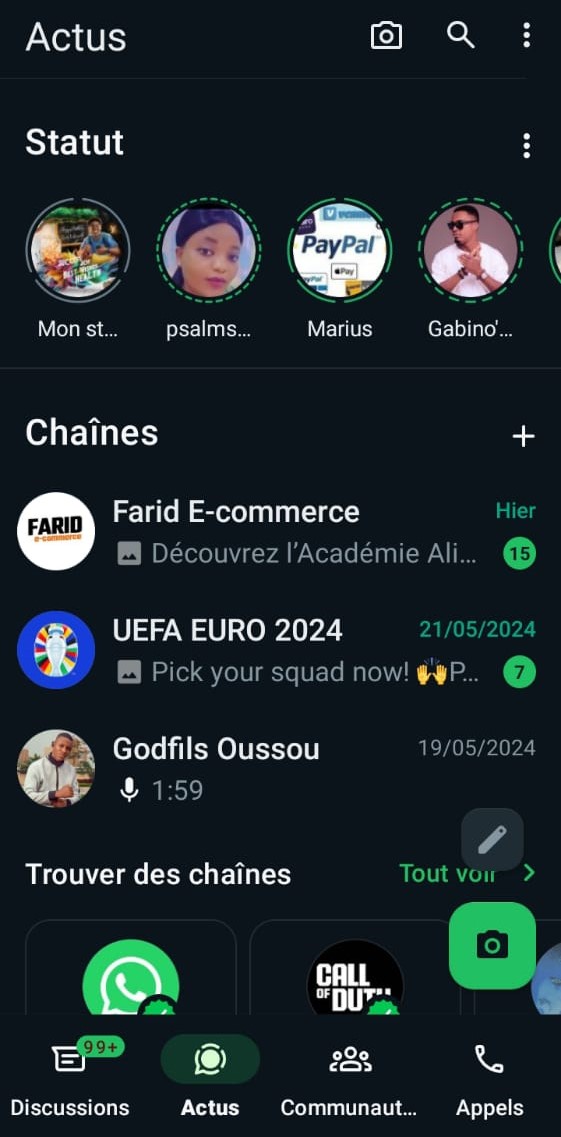 Actus
Statut
PayPal
Pay
Mon st...
psalms...
Marius
Gabino'...
Chaînes
FARID
e-commerce
Farid E-commerce
Hier
Découvrez l’Académie Ali...
15
UEFA EURO 2024
21/05/2024
Pick your squad now! 🙌P...
7
Godfils Oussou
19/05/2024
1:59
Trouver des chaînes
Tout voir
CALL
OF DUTY
99+
Discussions
Actus
Communaut...
Appels